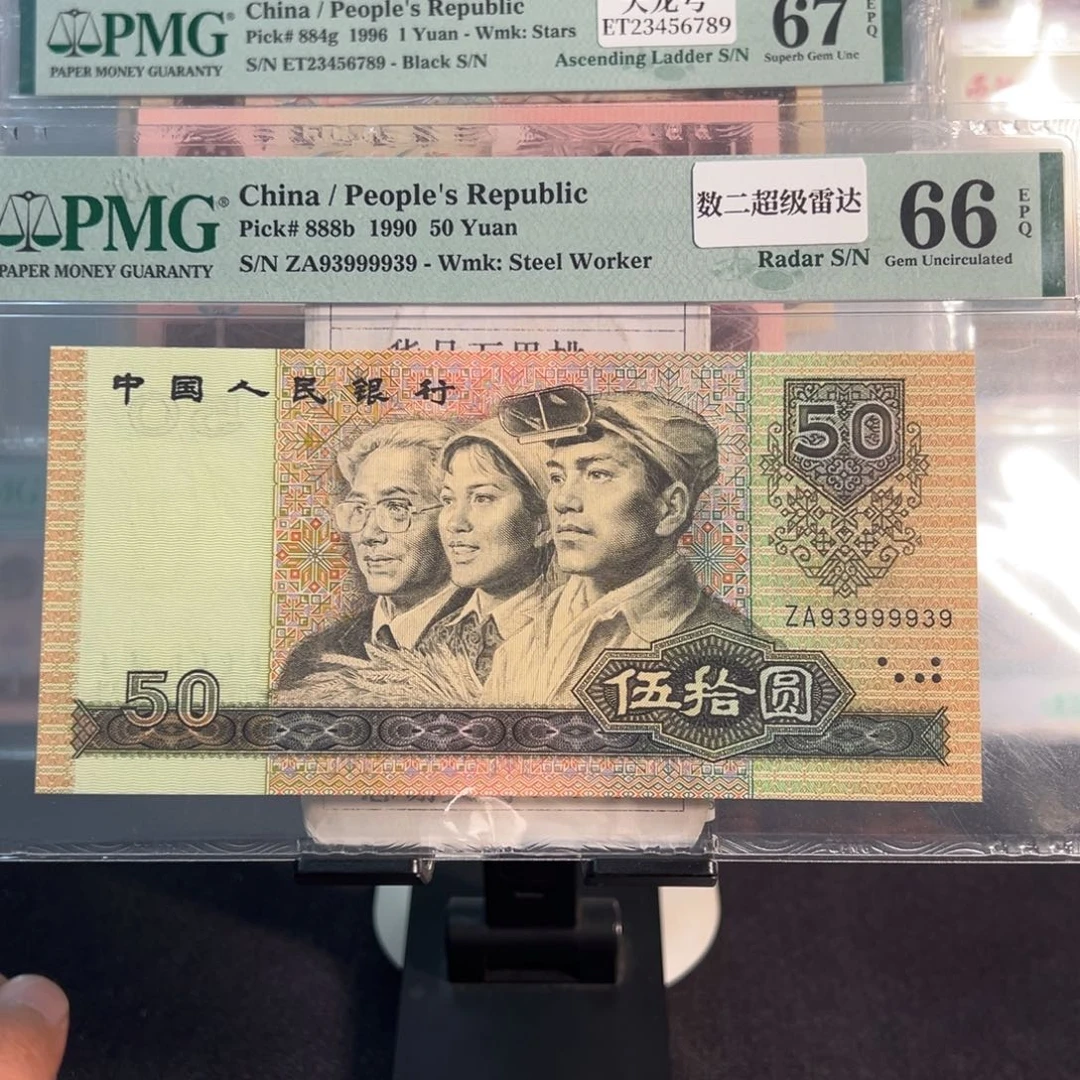 PMG®
PAPER MONEY GUARANTY
China / People's Republic
Pick# 884g 1996 1 Yuan - Wmk: Stars
S/N ET23456789 - Black S/N
ET23456789
Ascending Ladder S/N
67
EPQ
Superb Gem Unc
PMG®
PAPER MONEY GUARANTY
China / People's Republic
Pick# 888b 1990 50 Yuan
S/N ZA93999939 - Wmk: Steel Worker
数二超级雷达
Radar S/N
66
EPQ
Gem Uncirculated
中国人民银行
50
ZA93999939
50
伍拾圆